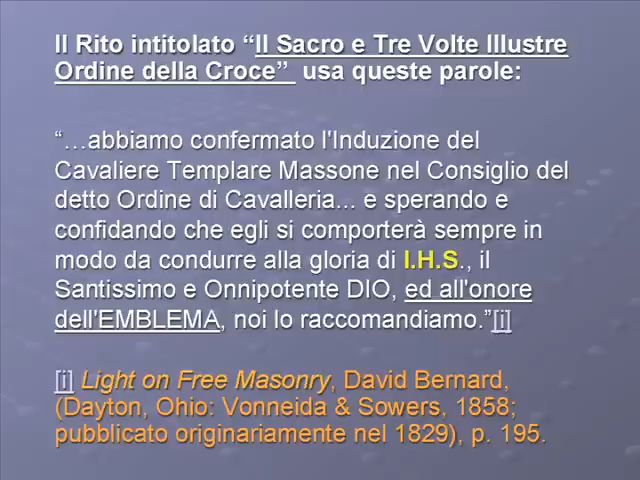 Il Rito intitolato “Il Sacro e Tre Volte Illustre
Ordine della Croce” usa queste parole:
“…abbiamo confermato l'Induzione del
Cavaliere Templare Massone nel Consiglio del
detto Ordine di Cavalleria... e sperando e
confidando che egli si comporterà sempre in
modo da condurre alla gloria di I.H.S., il
Santissimo e Onnipotente DIO, ed all'onore
dell'EMBLEMA, noi lo raccomandiamo.”[i]
[i] Light on Free Masonry, David Bernard,
(Dayton, Ohio: Vonneida & Sowers, 1858;
pubblicato originariamente nel 1829), p. 195.